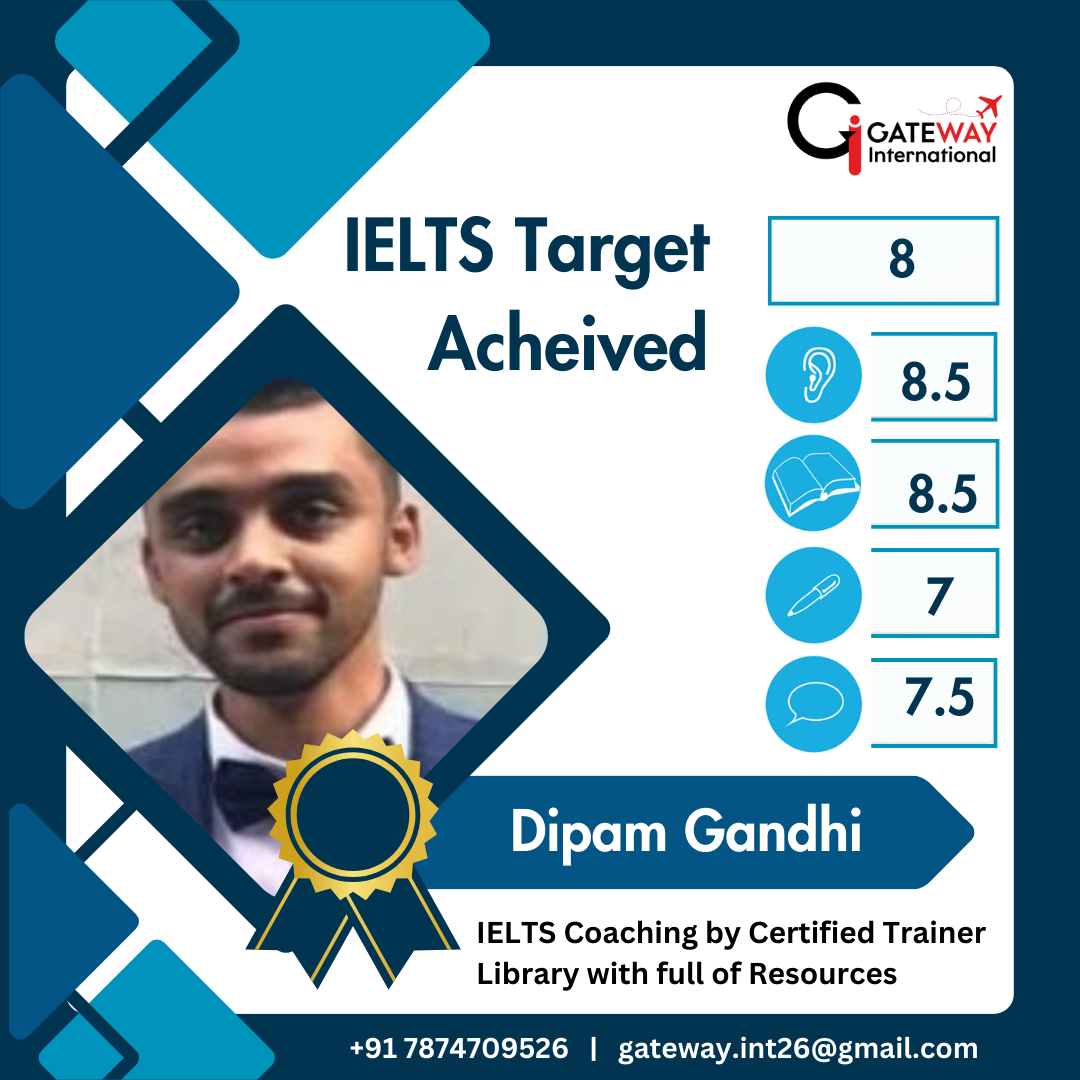 GATEWAY
International
IELTS Target
Acheived
8
8.5
8.5
7
7.5
Dipam Gandhi
IELTS Coaching by Certified Trainer
Library with full of Resources
+91 7874709526 | gateway.int26@gmail.com